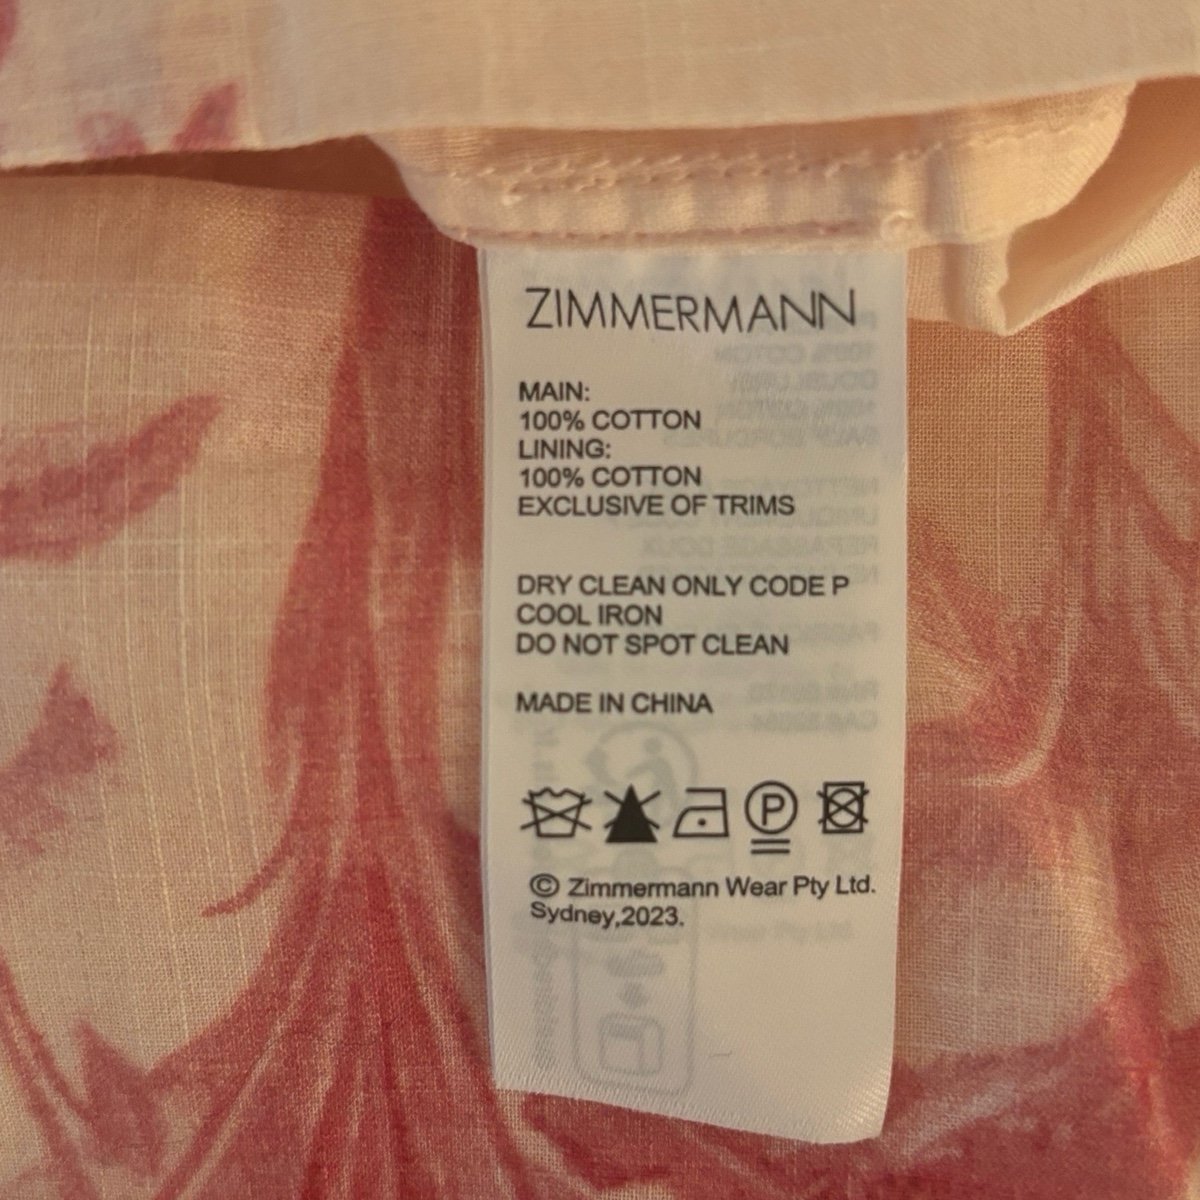 ZIMMERMANN
MAIN:
100% COTTON
LINING:
100% COTTON
EXCLUSIVE OF TRIMS
DRY CLEAN ONLY CODE P
COOL IRON
DO NOT SPOT CLEAN
MADE IN CHINA
P
© Zimmermann Wear Pty Ltd.
Sydney,2023.